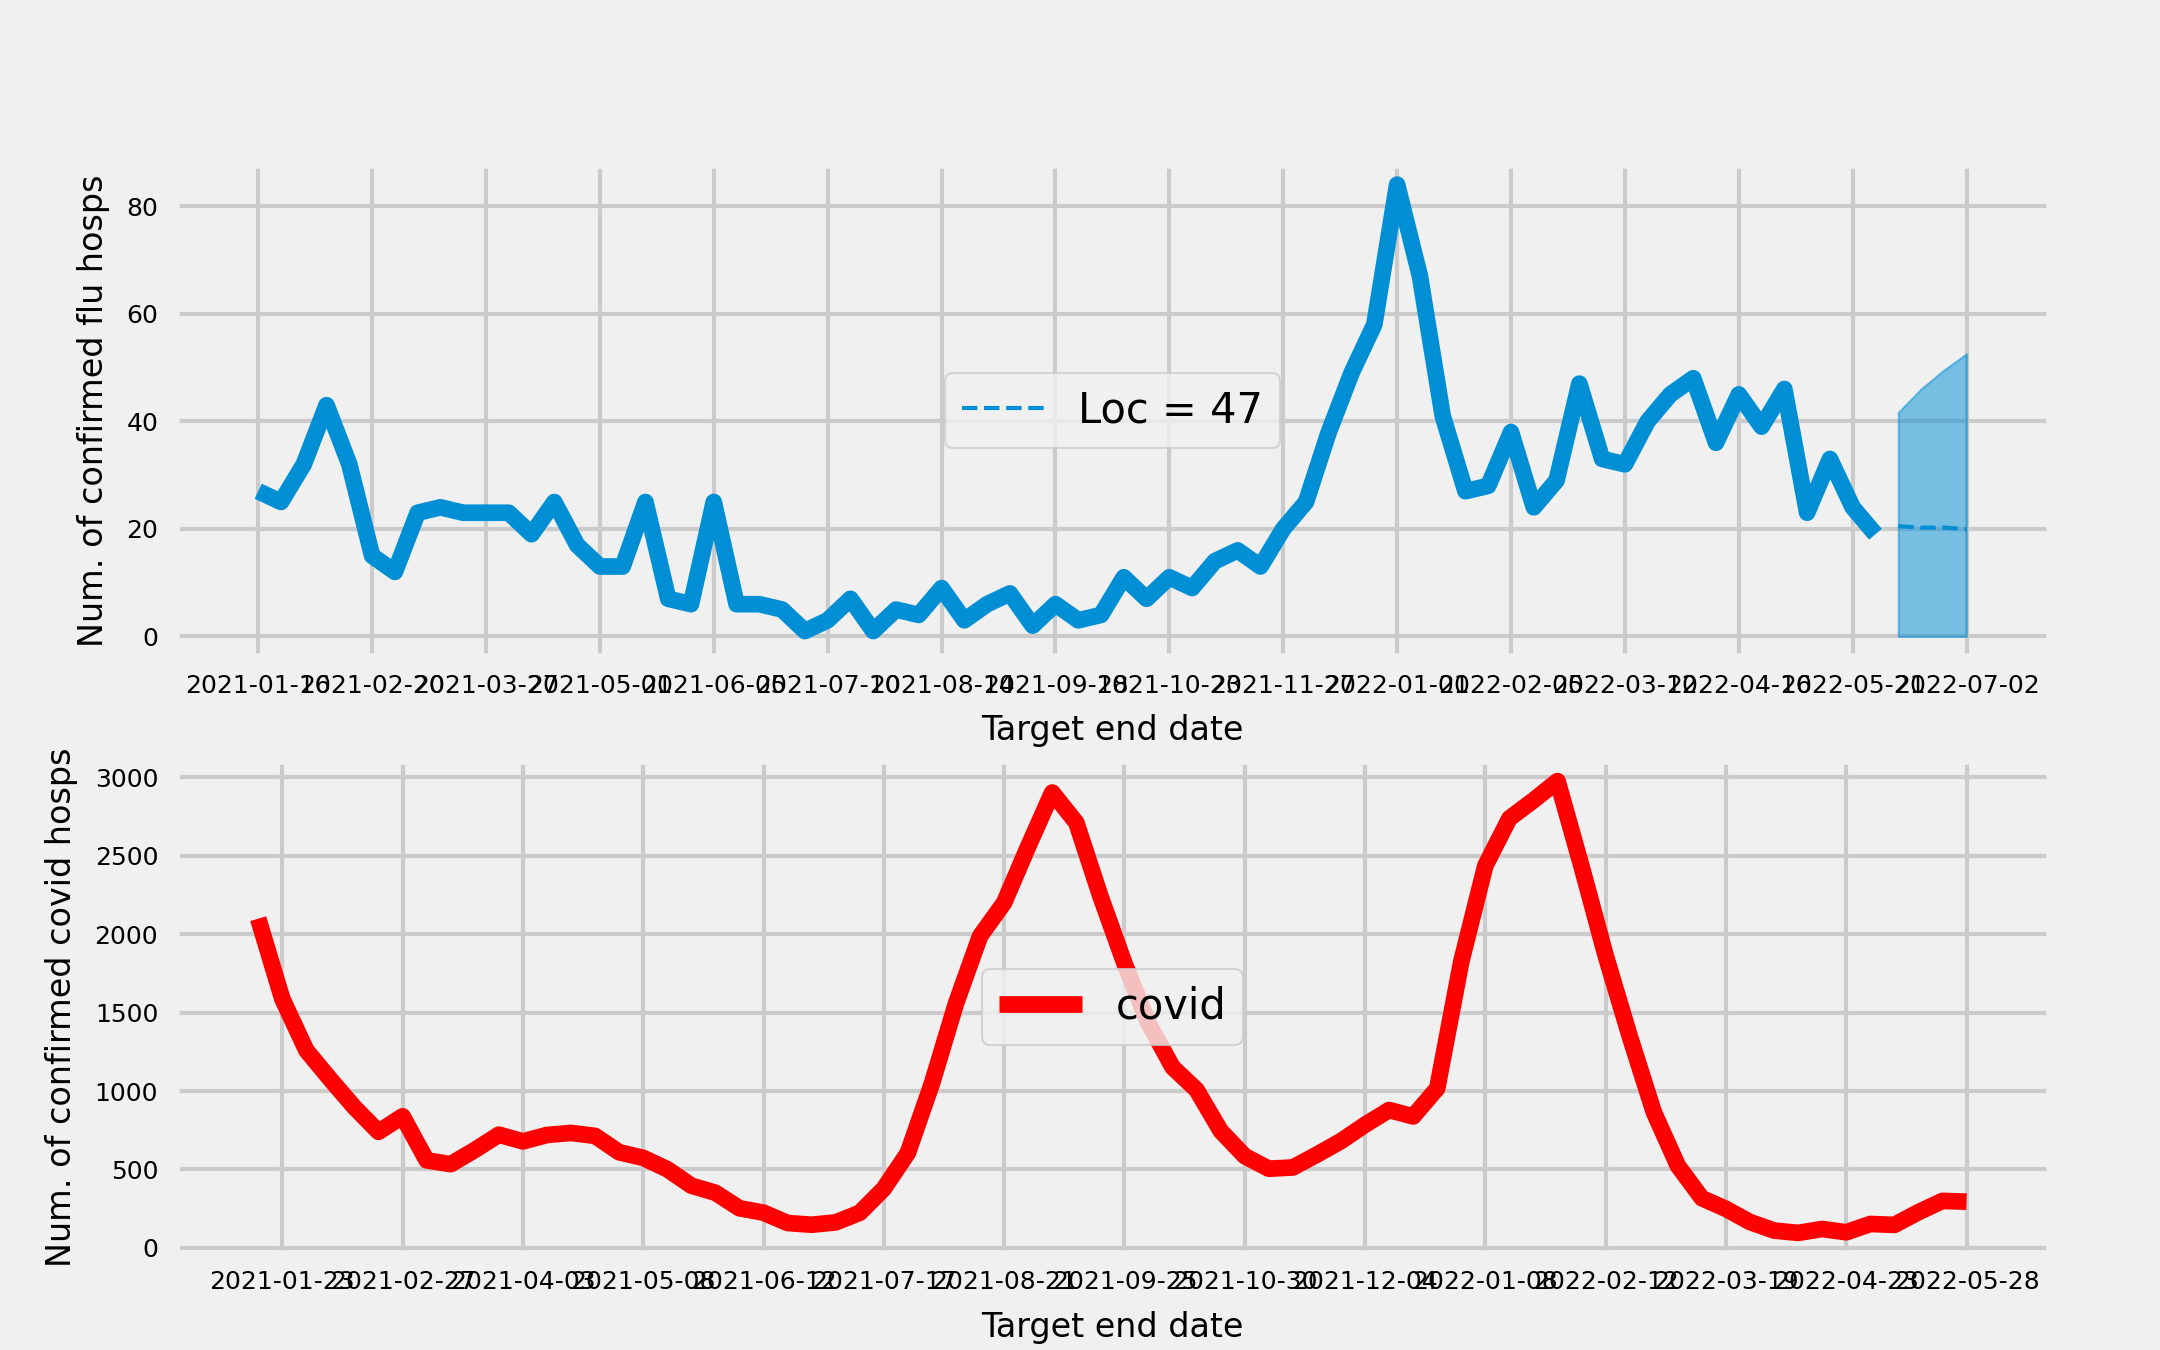 Num. of confirmed flu hosps
80
60
40
20
0
Loc = 47
2021-01-16 2021-02-20 2021-03-27 2021-05-01 2021-06-05 2021-07-10 2021-08-14 2021-09-18 2021-10-23 2021-11-27 2022-01-01 2022-02-05 2022-03-12 2022-04-16 2022-05-21 2022-07-02
Target end date
Num. of confirmed covid hosps
3000
2500
2000
1500
1000
500
0
covid
2021-01-23 2021-02-27 2021-04-03 2021-05-08 2021-06-12 2021-07-17 2021-08-21 2021-09-25 2021-10-30 2021-12-04 2022-01-08 2022-02-12 2022-03-19 2022-04-23 2022-05-28
Target end date